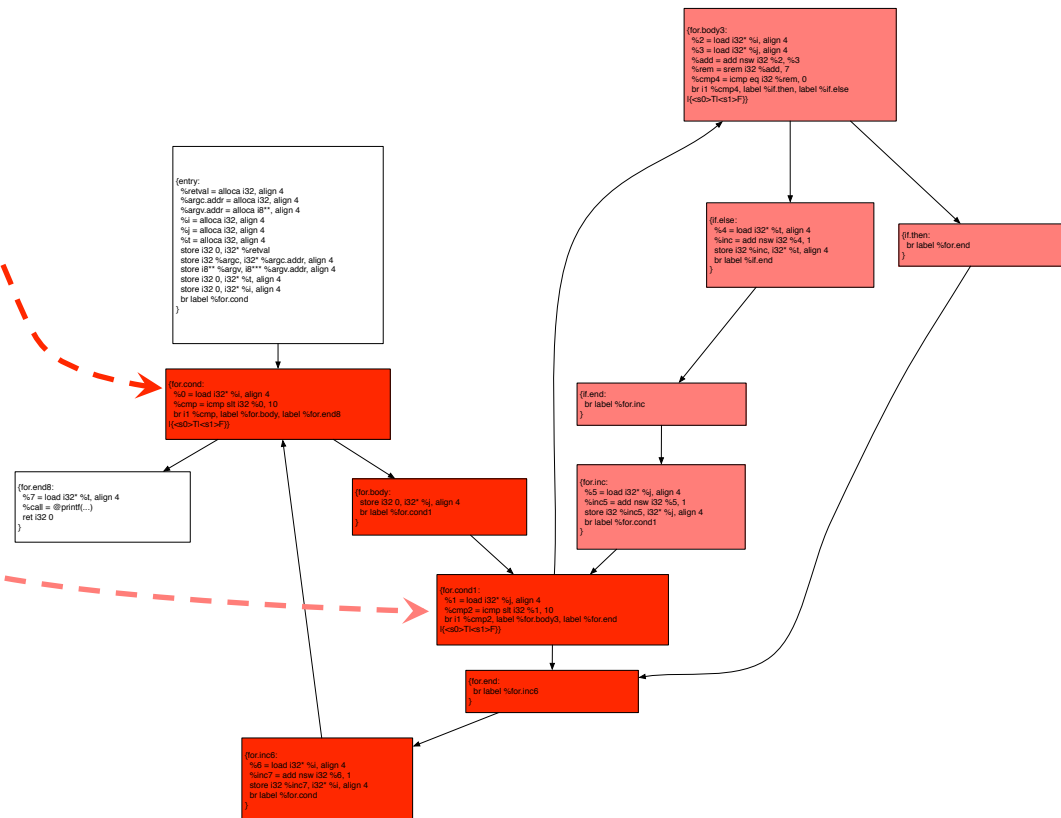 {for.body3:
%2 = load i32* %i, align 4
%3 = load i32* %j, align 4
%add = add nsw i32 %2, %3
%rem = srem i32 %add, 7
%cmp4 = icmp eq i32 %rem, 0
br i1 %cmp4, label %if.then, label %if.else
|{<s0>T|<s1>F}}
{entry:
%retval = alloca i32, align 4
%argc.addr = alloca i32, align 4
%argv.addr = alloca i8**, align 4
%i = alloca i32, align 4
%j = alloca i32, align 4
%t = alloca i32, align 4
store i32 0, i32* %retval
store i32 %argc, i32* %argc.addr, align 4
store i8** %argv, i8*** %argv.addr, align 4
store i32 0, i32* %t, align 4
store i32 0, i32* %i, align 4
br label %for.cond
}
{if.else:
%4 = load i32* %t, align 4
%inc = add nsw i32 %4, 1
store i32 %inc, i32* %t, align 4
br label %if.end
}
{if.then:
br label %for.end
}
{for.cond:
%0 = load i32* %i, align 4
%cmp = icmp slt i32 %0, 10
br i1 %cmp, label %for.body, label %for.end8
|{<s0>T|<s1>F}}
{if.end:
br label %for.inc
}
{for.end8:
%7 = load i32* %t, align 4
%call = @printf(...)
ret i32 0
}
{for.body:
store i32 0, i32* %j, align 4
br label %for.cond1
}
{for.inc:
%5 = load i32* %j, align 4
%inc5 = add nsw i32 %5, 1
store i32 %inc5, i32* %j, align 4
br label %for.cond1
}
{for.cond1:
%1 = load i32* %j, align 4
%cmp2 = icmp slt i32 %1, 10
br i1 %cmp2, label %for.body3, label %for.end
|{<s0>T|<s1>F}}
{for.end:
br label %for.inc6
}
{for.inc6:
%6 = load i32* %i, align 4
%inc7 = add nsw i32 %6, 1
store i32 %inc7, i32* %i, align 4
br label %for.cond
}